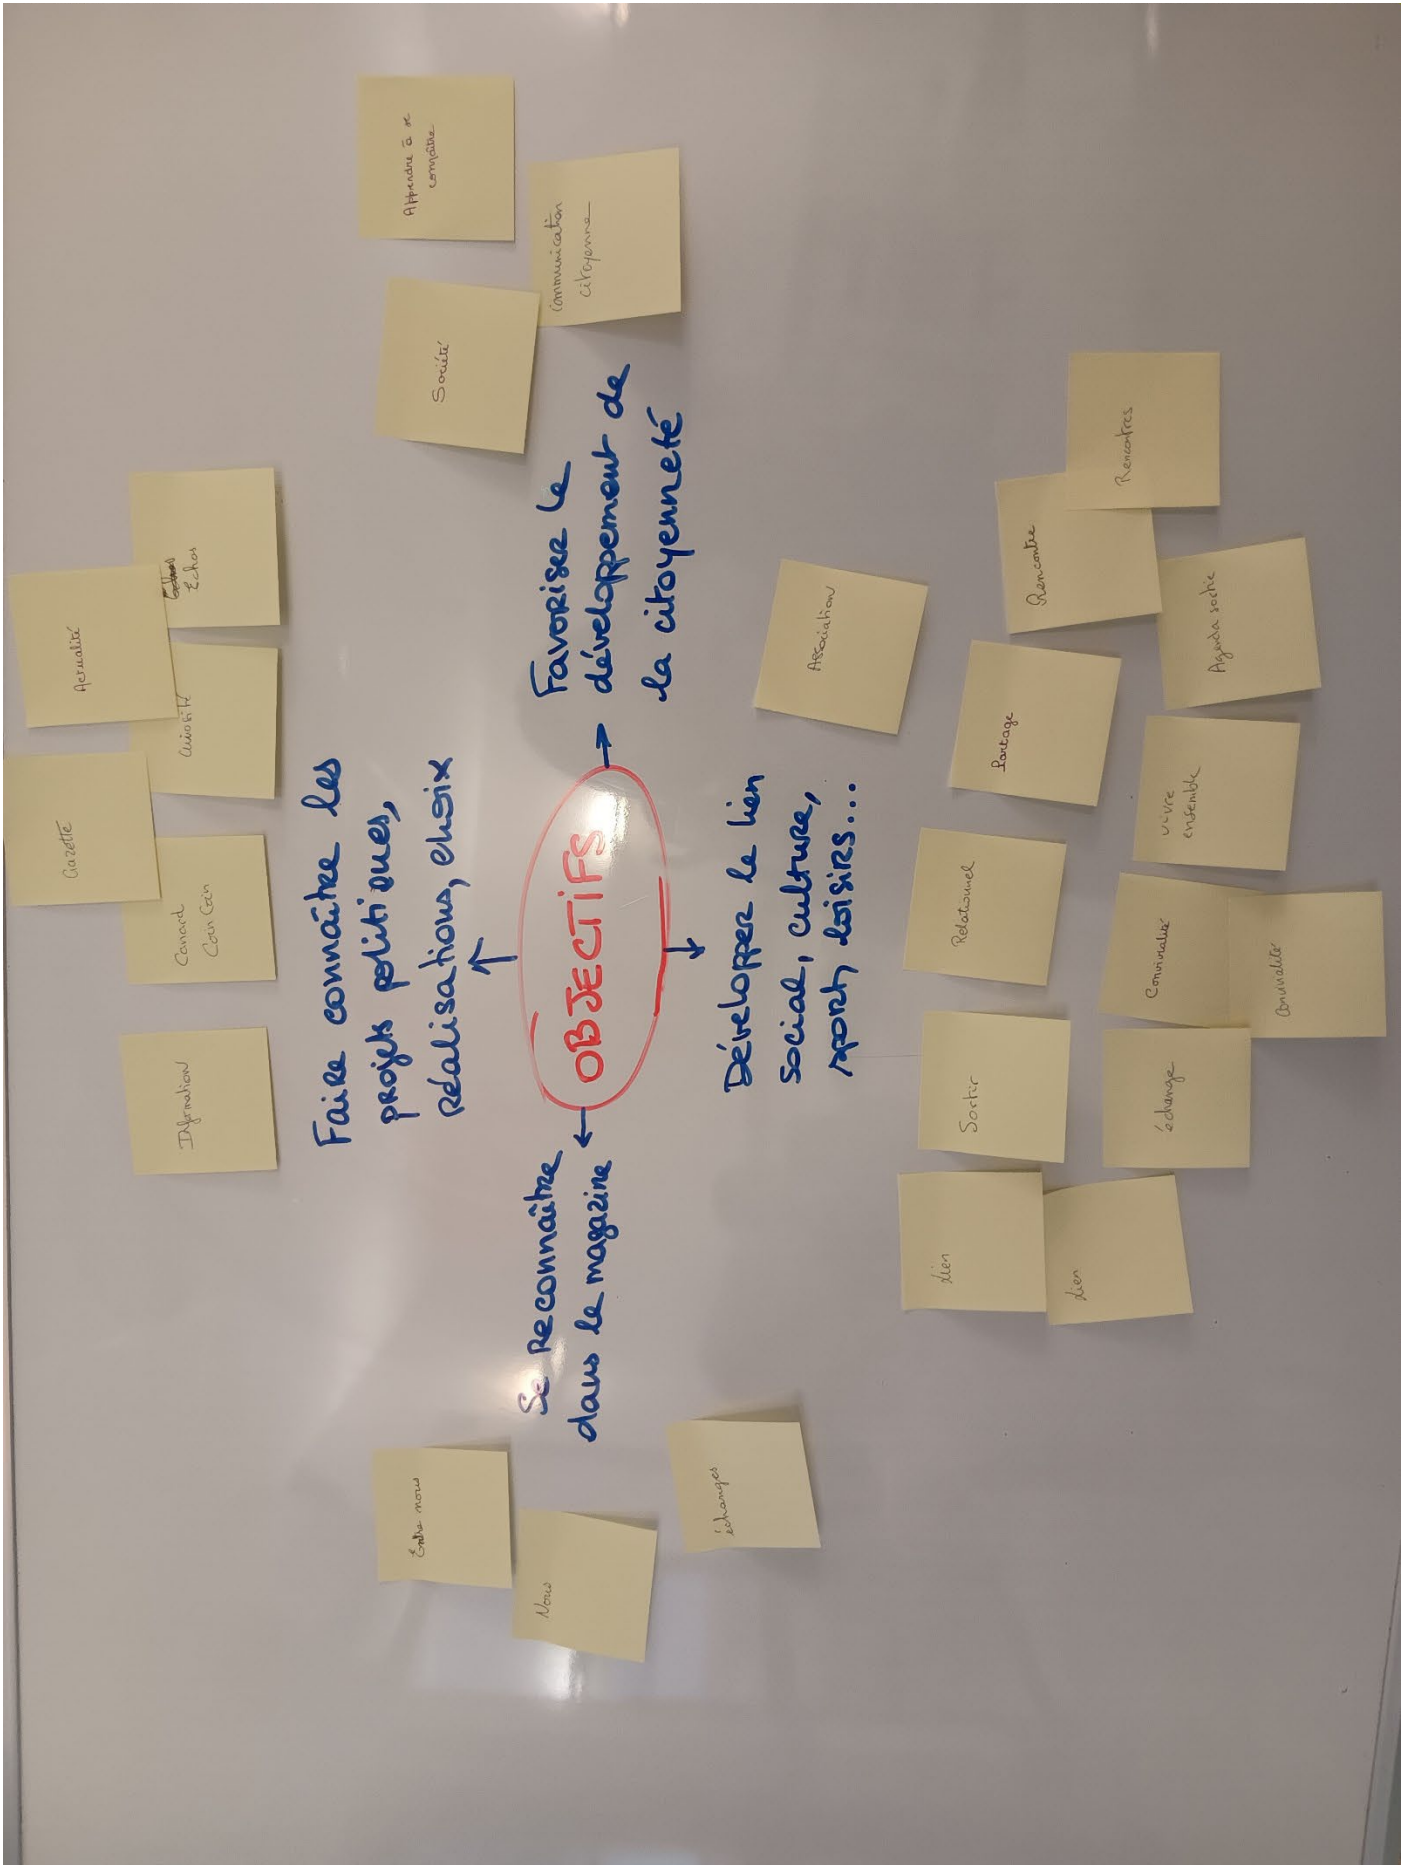 Gazette
Actualité
Information
Canard
Coin Coin
Curiosité
Echos
Faire connaître les
projets politiques,
Réalisations, choix
Entre nous
Nous
échanges
Se Reconnaître
dans le magazine
OBJECTIFS
Favoriser le
développement de
la citoyenneté
Apprendre à se
connaître
Société
Communication
citoyenne
Développer le lien
social, culture,
sport, loisirs...
Association
Lien
Sortir
Relationnel
Partage
Rencontre
Rencontres
Lien
échange
Convivialité
vivre
ensemble
Agenda sortie
Convivialité